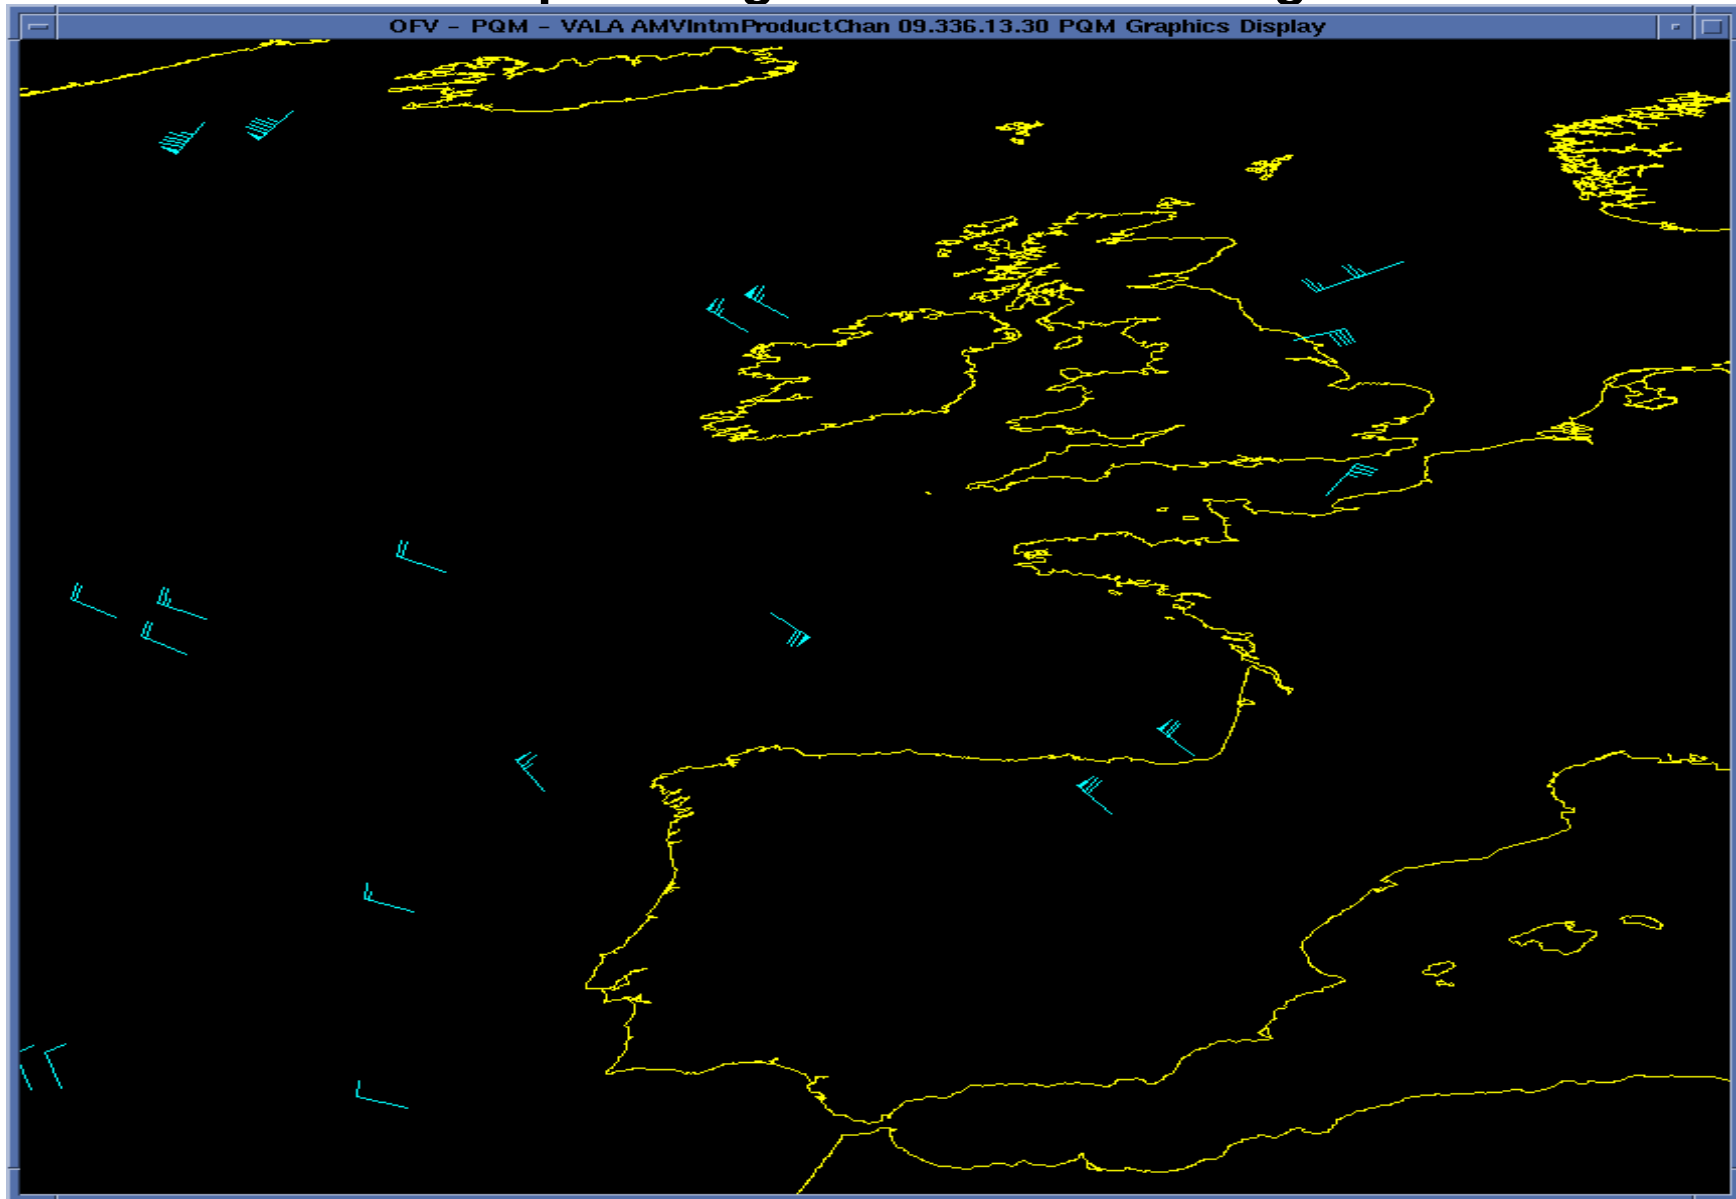 OFV - PQM - VALA AMVIntmProductChan 09.336.13.30 PQM Graphics Display